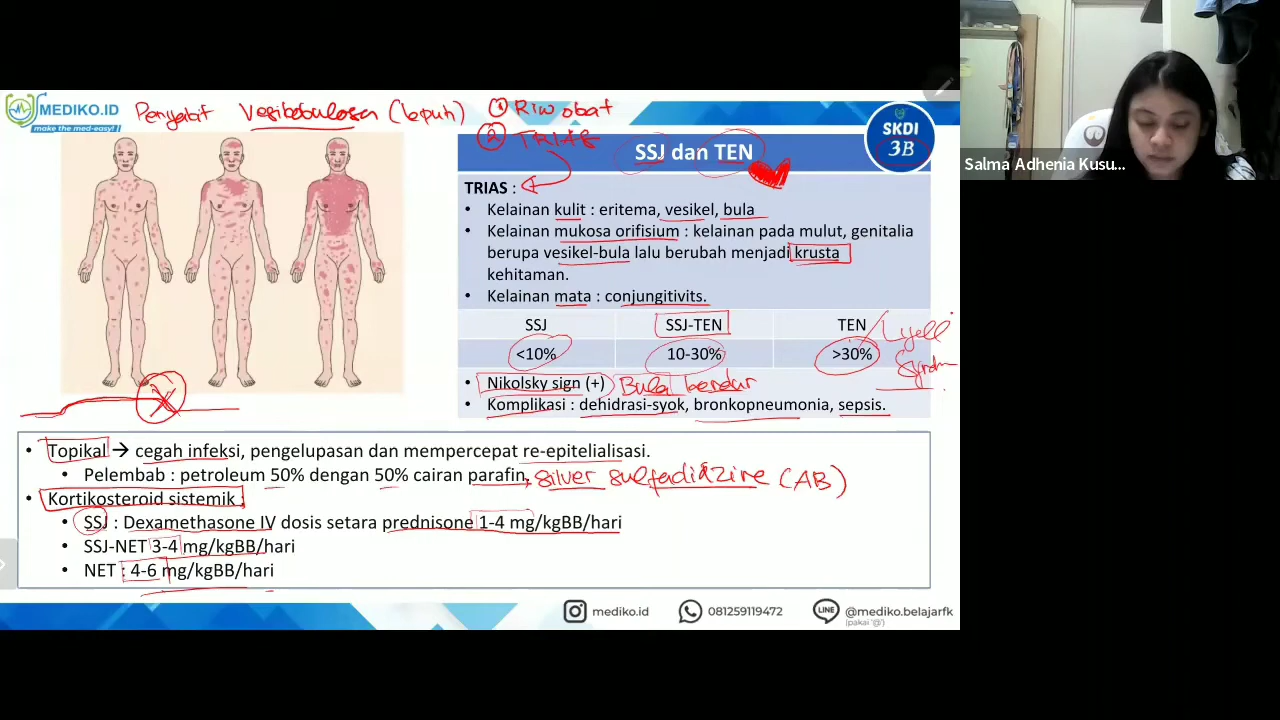 MEDIKO.ID
make the med-easy!
Penyakit Vesikobulosa (lepuh)
① Riw obat
② TRIAS
SSJ dan TEN
SKDI
3B
Salma Adhenia Kusu...
TRIAS :
• Kelainan kulit : eritema, vesikel, bula
• Kelainan mukosa orifisium : kelainan pada mulut, genitalia
berupa vesikel-bula lalu berubah menjadi krusta
kehitaman.
• Kelainan mata : conjungitivits.
SSJ SSJ-TEN TEN
<10% 10-30% >30%
Lyell
Syndrom
• Nikolsky sign (+) Bula kendur
• Komplikasi : dehidrasi-syok, bronkopneumonia, sepsis.
• Topikal → cegah infeksi, pengelupasan dan mempercepat re-epitelialisasi.
• Pelembab : petroleum 50% dengan 50% cairan parafin, silver sulfadiazine (AB)
• Kortikosteroid sistemik :
• SSJ : Dexamethasone IV dosis setara prednisone 1-4 mg/kgBB/hari
• SSJ-NET 3-4 mg/kgBB/hari
• NET : 4-6 mg/kgBB/hari
mediko.id
081259119472
LINE
@mediko.belajarfk
(pakai '@')